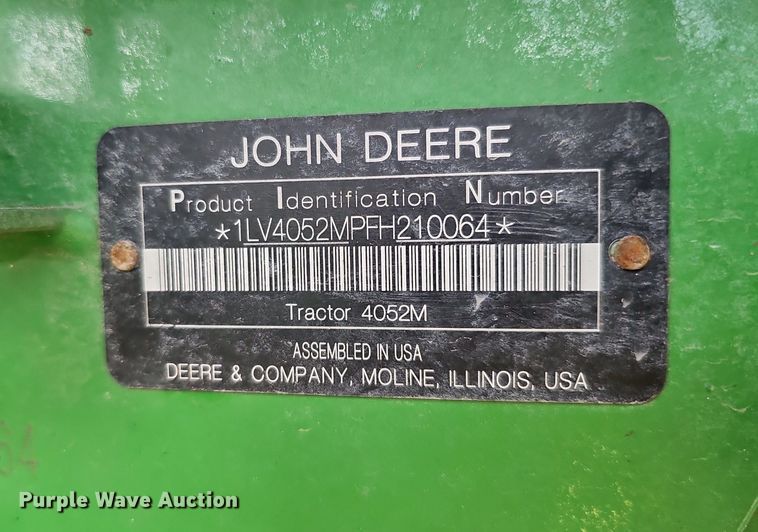 JOHN DEERE
Product Identification Number
*1LV4052MPFH210064*
Tractor 4052M
ASSEMBLED IN USA
DEERE & COMPANY, MOLINE, ILLINOIS, USA
Purple Wave Auction